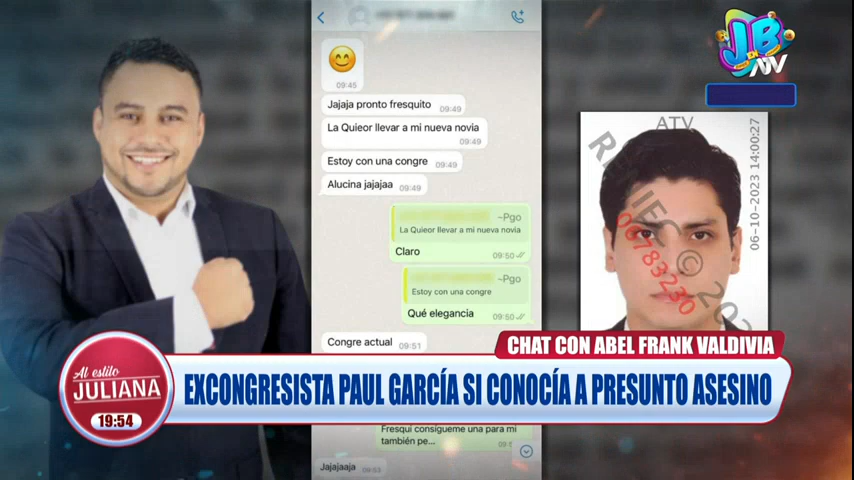 09:45
Jajaja pronto fresquito
09:49
La Quieor llevar a mi nueva novia
09:49
Estoy con una congre
09:49
Alucina jajajaa
09:49
~Pgo
La Quieor llevar a mi nueva novia
Claro
09:50
~Pgo
Estoy con una congre
Qué elegancia
09:50
Congre actual
09:51
Fresqui consígueme una para mi
también pe...
Jajajaaja
09:53
JB
ATV
ATV
RENIEC ©
06-10-2023 14:00:27
CHAT CON ABEL FRANK VALDIVIA
Al estilo
JULIANA
19:54
EXCONGRESISTA PAUL GARCÍA SI CONOCÍA A PRESUNTO ASESINO